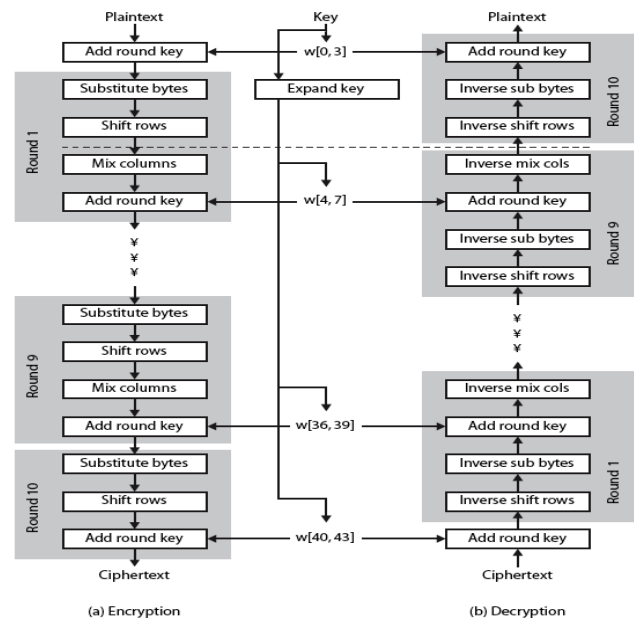 Plaintext
Add round key
Round 1
Substitute bytes
Shift rows
Mix columns
Add round key
¥
¥
¥
Round 9
Substitute bytes
Shift rows
Mix columns
Add round key
Round 10
Substitute bytes
Shift rows
Add round key
Ciphertext
(a) Encryption
Key
w[0, 3]
Expand key
w[4, 7]
w[36, 39]
w[40, 43]
Plaintext
Add round key
Inverse sub bytes
Inverse shift rows
Round 10
Inverse mix cols
Add round key
Inverse sub bytes
Inverse shift rows
Round 9
¥
¥
¥
Inverse mix cols
Add round key
Inverse sub bytes
Inverse shift rows
Round 1
Add round key
Ciphertext
(b) Decryption